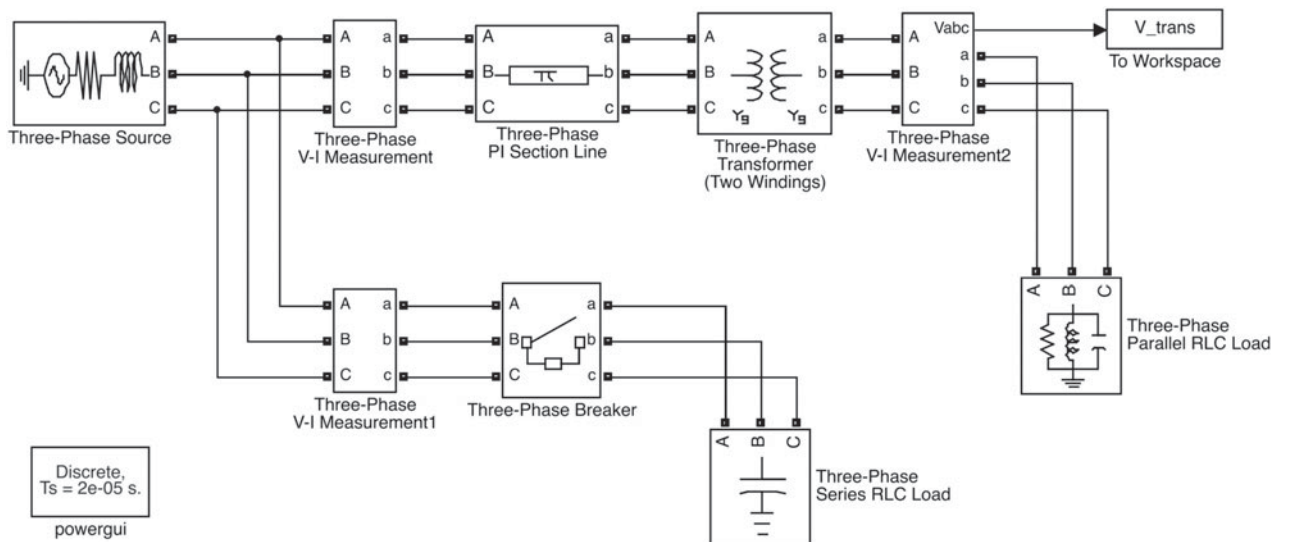 A
B
C
Three-Phase Source
A
B
C
a
b
c
Three-Phase
V-I Measurement
A
B
C
a
b
c
Three-Phase
PI Section Line
A
B
C
a
b
c
Yg
Yg
Three-Phase
Transformer
(Two Windings)
A
B
C
Vabc
a
b
c
Three-Phase
V-I Measurement2
V_trans
To Workspace
A
B
C
Three-Phase
Parallel RLC Load
A
B
C
a
b
c
Three-Phase
V-I Measurement1
A
B
C
a
b
c
Three-Phase Breaker
A
B
C
Three-Phase
Series RLC Load
Discrete,
Ts = 2e-05 s.
powergui